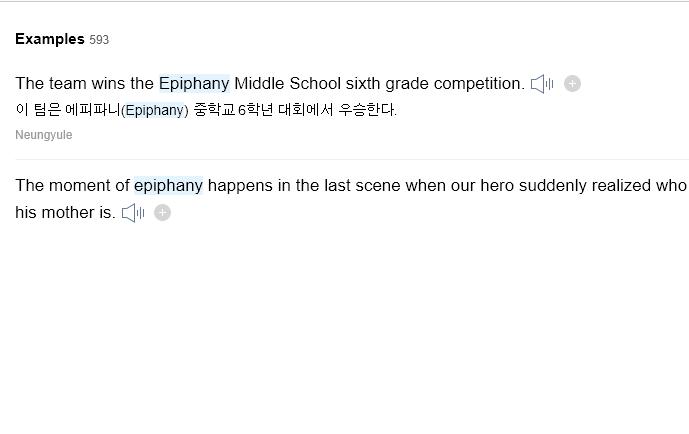 Examples 593
The team wins the Epiphany Middle School sixth grade competition.
이 팀은 에피파니(Epiphany) 중학교 6학년 대회에서 우승한다.
Neungyule
The moment of epiphany happens in the last scene when our hero suddenly realized who
his mother is.